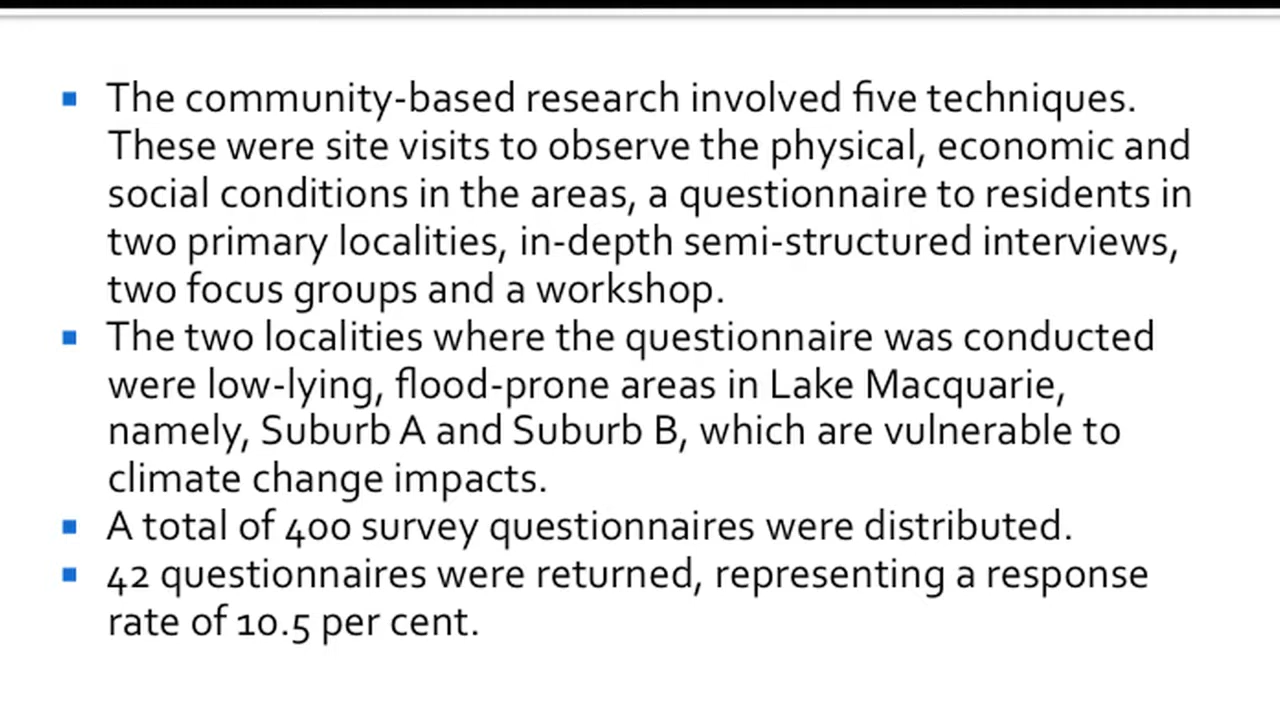 The community-based research involved five techniques.
These were site visits to observe the physical, economic and
social conditions in the areas, a questionnaire to residents in
two primary localities, in-depth semi-structured interviews,
two focus groups and a workshop.
The two localities where the questionnaire was conducted
were low-lying, flood-prone areas in Lake Macquarie,
namely, Suburb A and Suburb B, which are vulnerable to
climate change impacts.
A total of 400 survey questionnaires were distributed.
42 questionnaires were returned, representing a response
rate of 10.5 per cent.